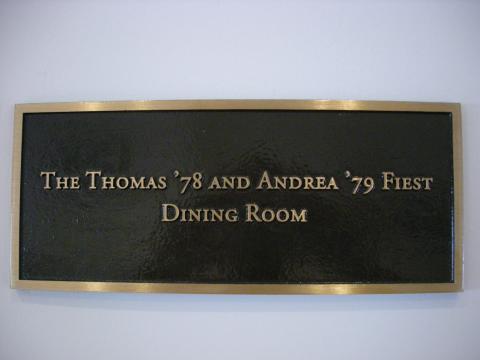 The Thomas ’78 and Andrea ’79 Fiest
Dining Room